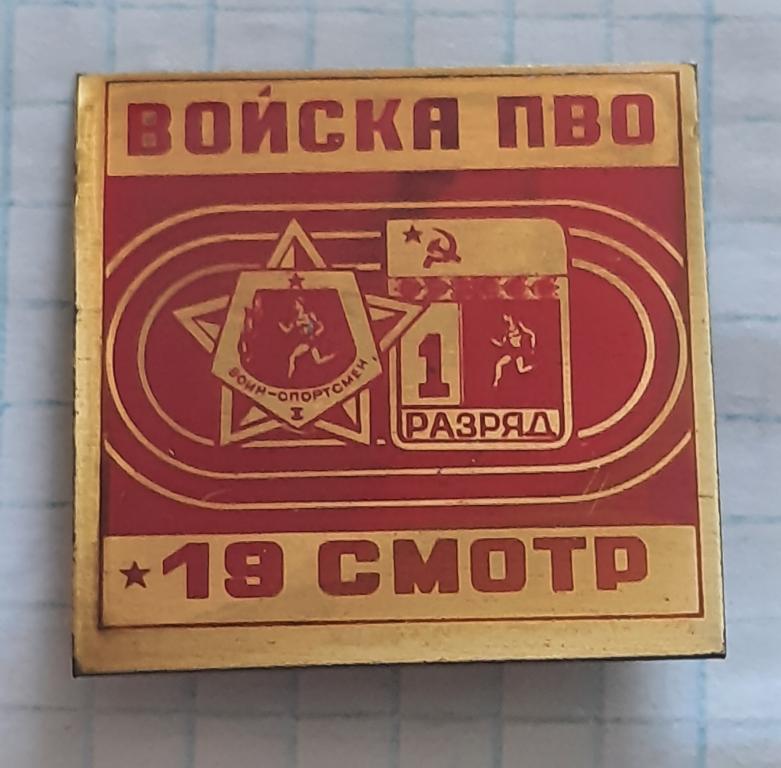 ВОЙСКА ПВО
ВОИН-СПОРТСМЕН
I
1
РАЗРЯД
19 СМОТР